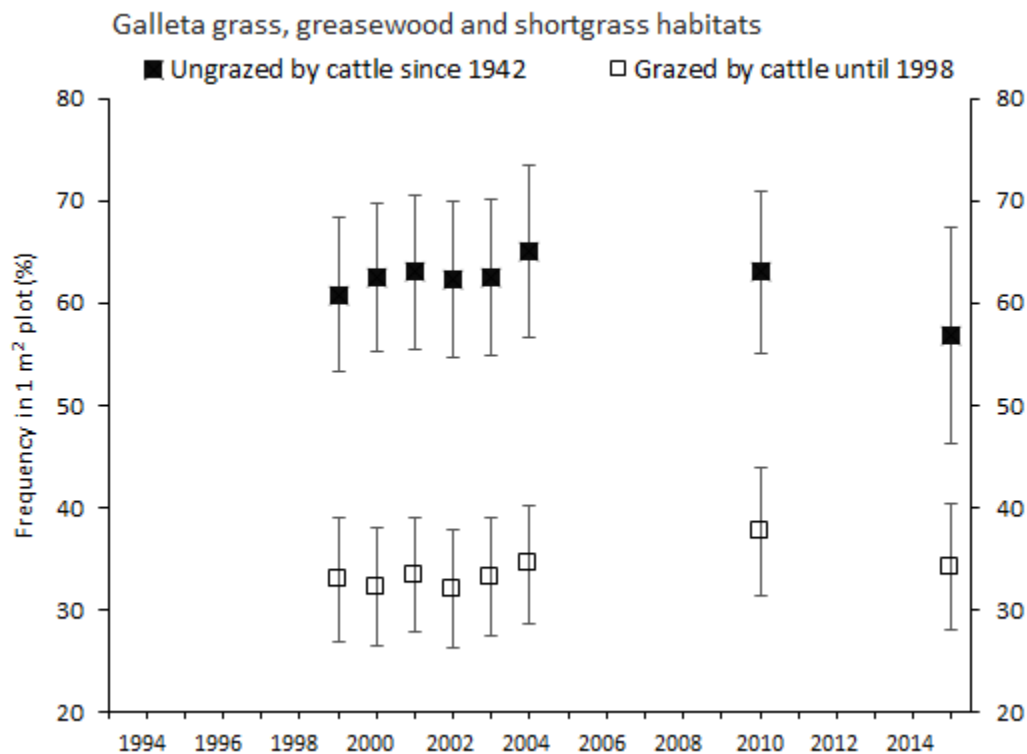 Galleta grass, greasewood and shortgrass habitats
Ungrazed by cattle since 1942 Grazed by cattle until 1998
80 80
70 70
60 60
50 50
40 40
30 30
20 20
Frequency in 1 m² plot (%)
1994 1996 1998 2000 2002 2004 2006 2008 2010 2012 2014